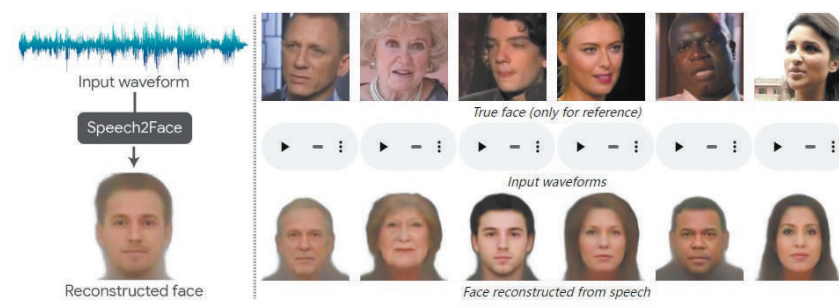 Input waveform
Speech2Face
Reconstructed face
True face (only for reference)
Input waveforms
Face reconstructed from speech